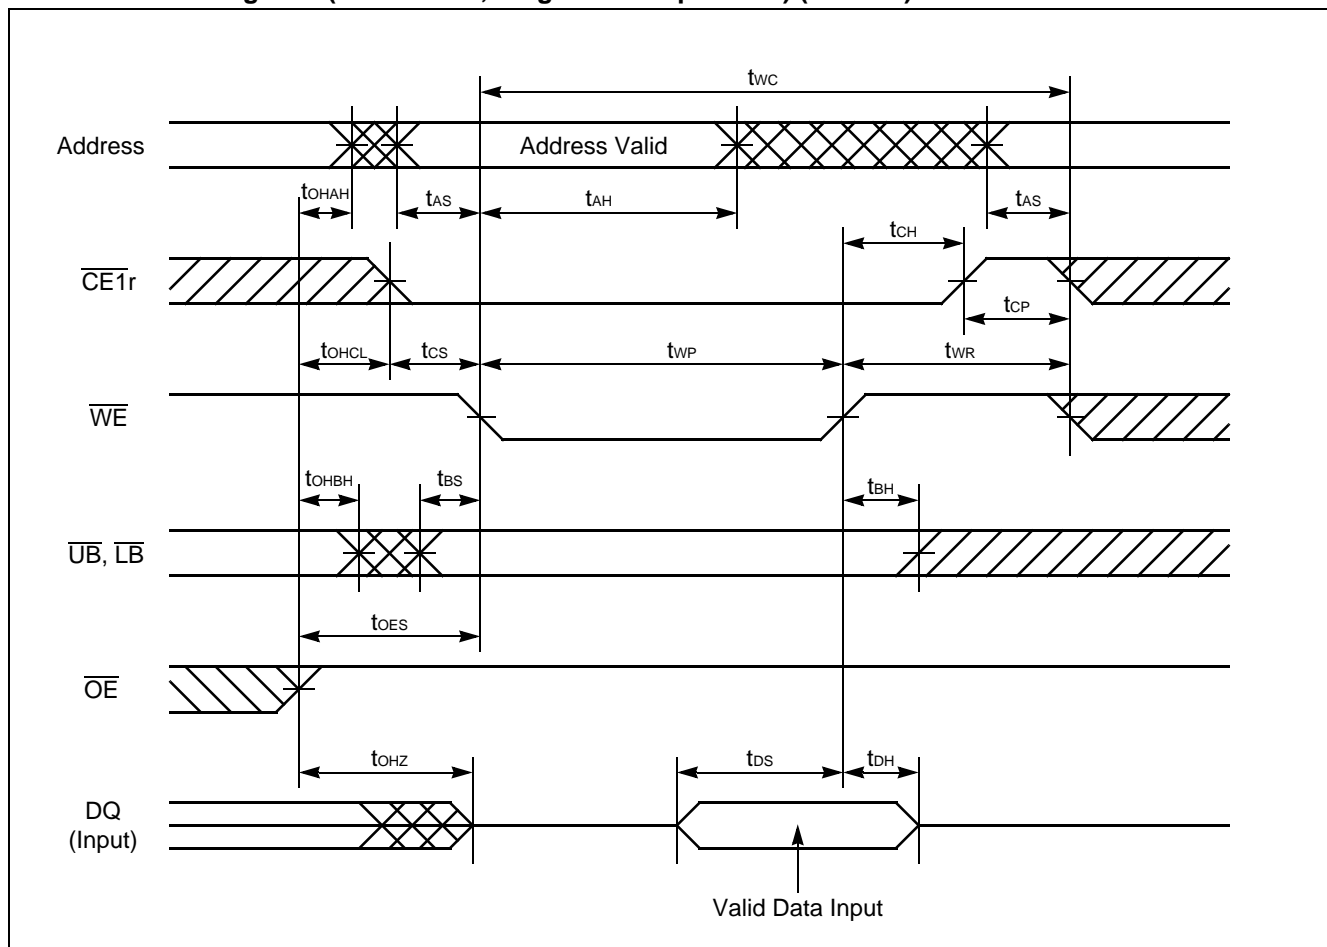 tWC
Address
Address Valid
tOHAH
tAS
tAH
tAS
tCH
CE1r
tCP
tOHCL
tCS
tWP
tWR
WE
tOHBH
tBS
tBH
UB, LB
tOES
OE
tOHZ
tDS
tDH
DQ
(Input)
Valid Data Input